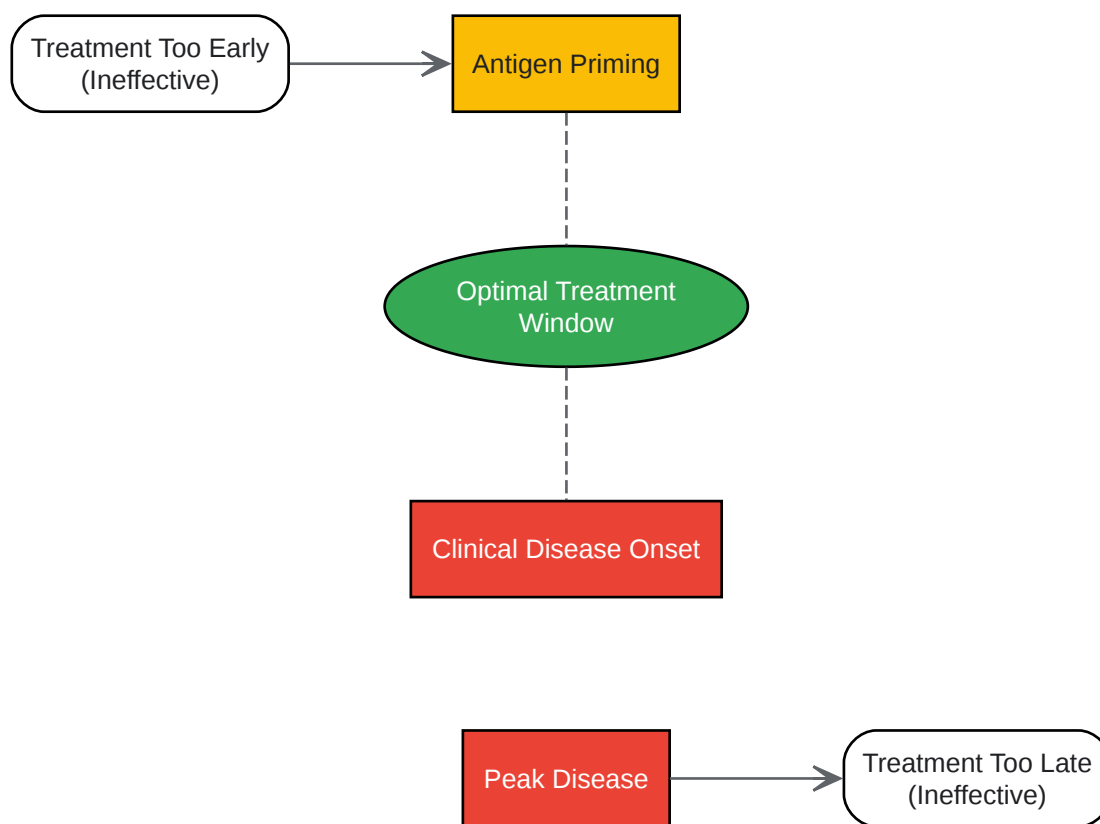 Treatment Too Early
(Ineffective)
Antigen Priming
Optimal Treatment
Window
Clinical Disease Onset
Peak Disease
Treatment Too Late
(Ineffective)